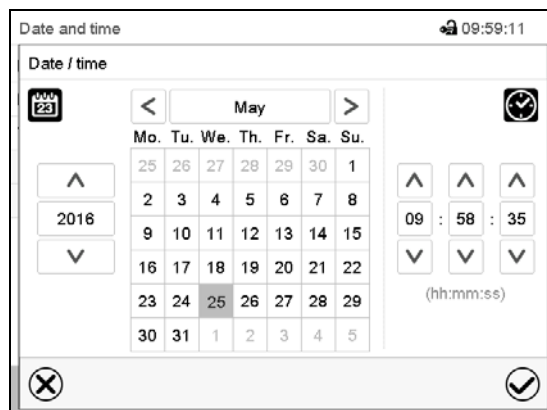 Date and time 09:59:11
Date / time
23 < May >
Mo. Tu. We. Th. Fr. Sa. Su.
25 26 27 28 29 30 1
2 3 4 5 6 7 8
2016 09 : 58 : 35
9 10 11 12 13 14 15
16 17 18 19 20 21 22
23 24 25 26 27 28 29
(hh:mm:ss)
30 31 1 2 3 4 5